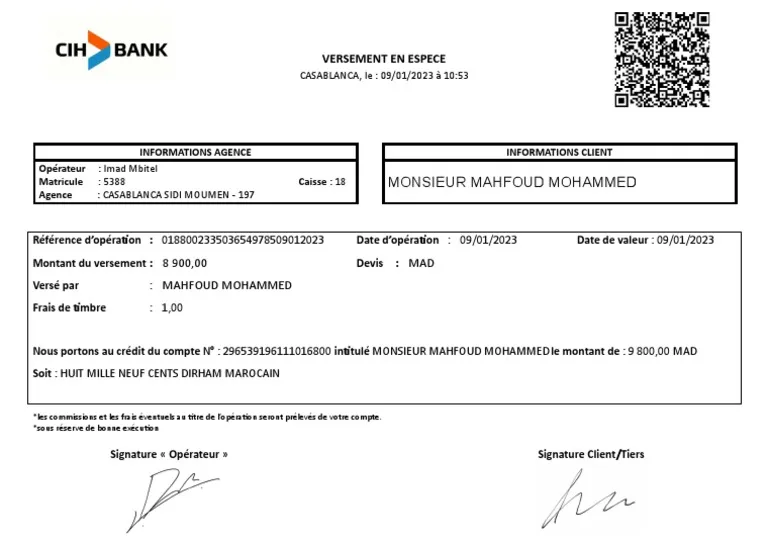 CIH BANK
VERSEMENT EN ESPECE
CASABLANCA, le : 09/01/2023 à 10:53
INFORMATIONS AGENCE
Opérateur : Imad Mbitel
Matricule : 5388 Caisse : 18
Agence : CASABLANCA SIDI MOUMEN - 197
INFORMATIONS CLIENT
MONSIEUR MAHFOUD MOHAMMED
Référence d'opération : 018800233503654978509012023 Date d'opération : 09/01/2023 Date de valeur : 09/01/2023
Montant du versement : 8 900,00 Devis : MAD
Versé par : MAHFOUD MOHAMMED
Frais de timbre : 1,00
Nous portons au crédit du compte N° : 296539196111016800 intitulé MONSIEUR MAHFOUD MOHAMMED le montant de : 9 800,00 MAD
Soit : HUIT MILLE NEUF CENTS DIRHAM MAROCAIN
*les commissions et les frais éventuels au titre de l'opération seront prélevés de votre compte.
*sous réserve de bonne exécution
Signature « Opérateur » Signature Client/Tiers